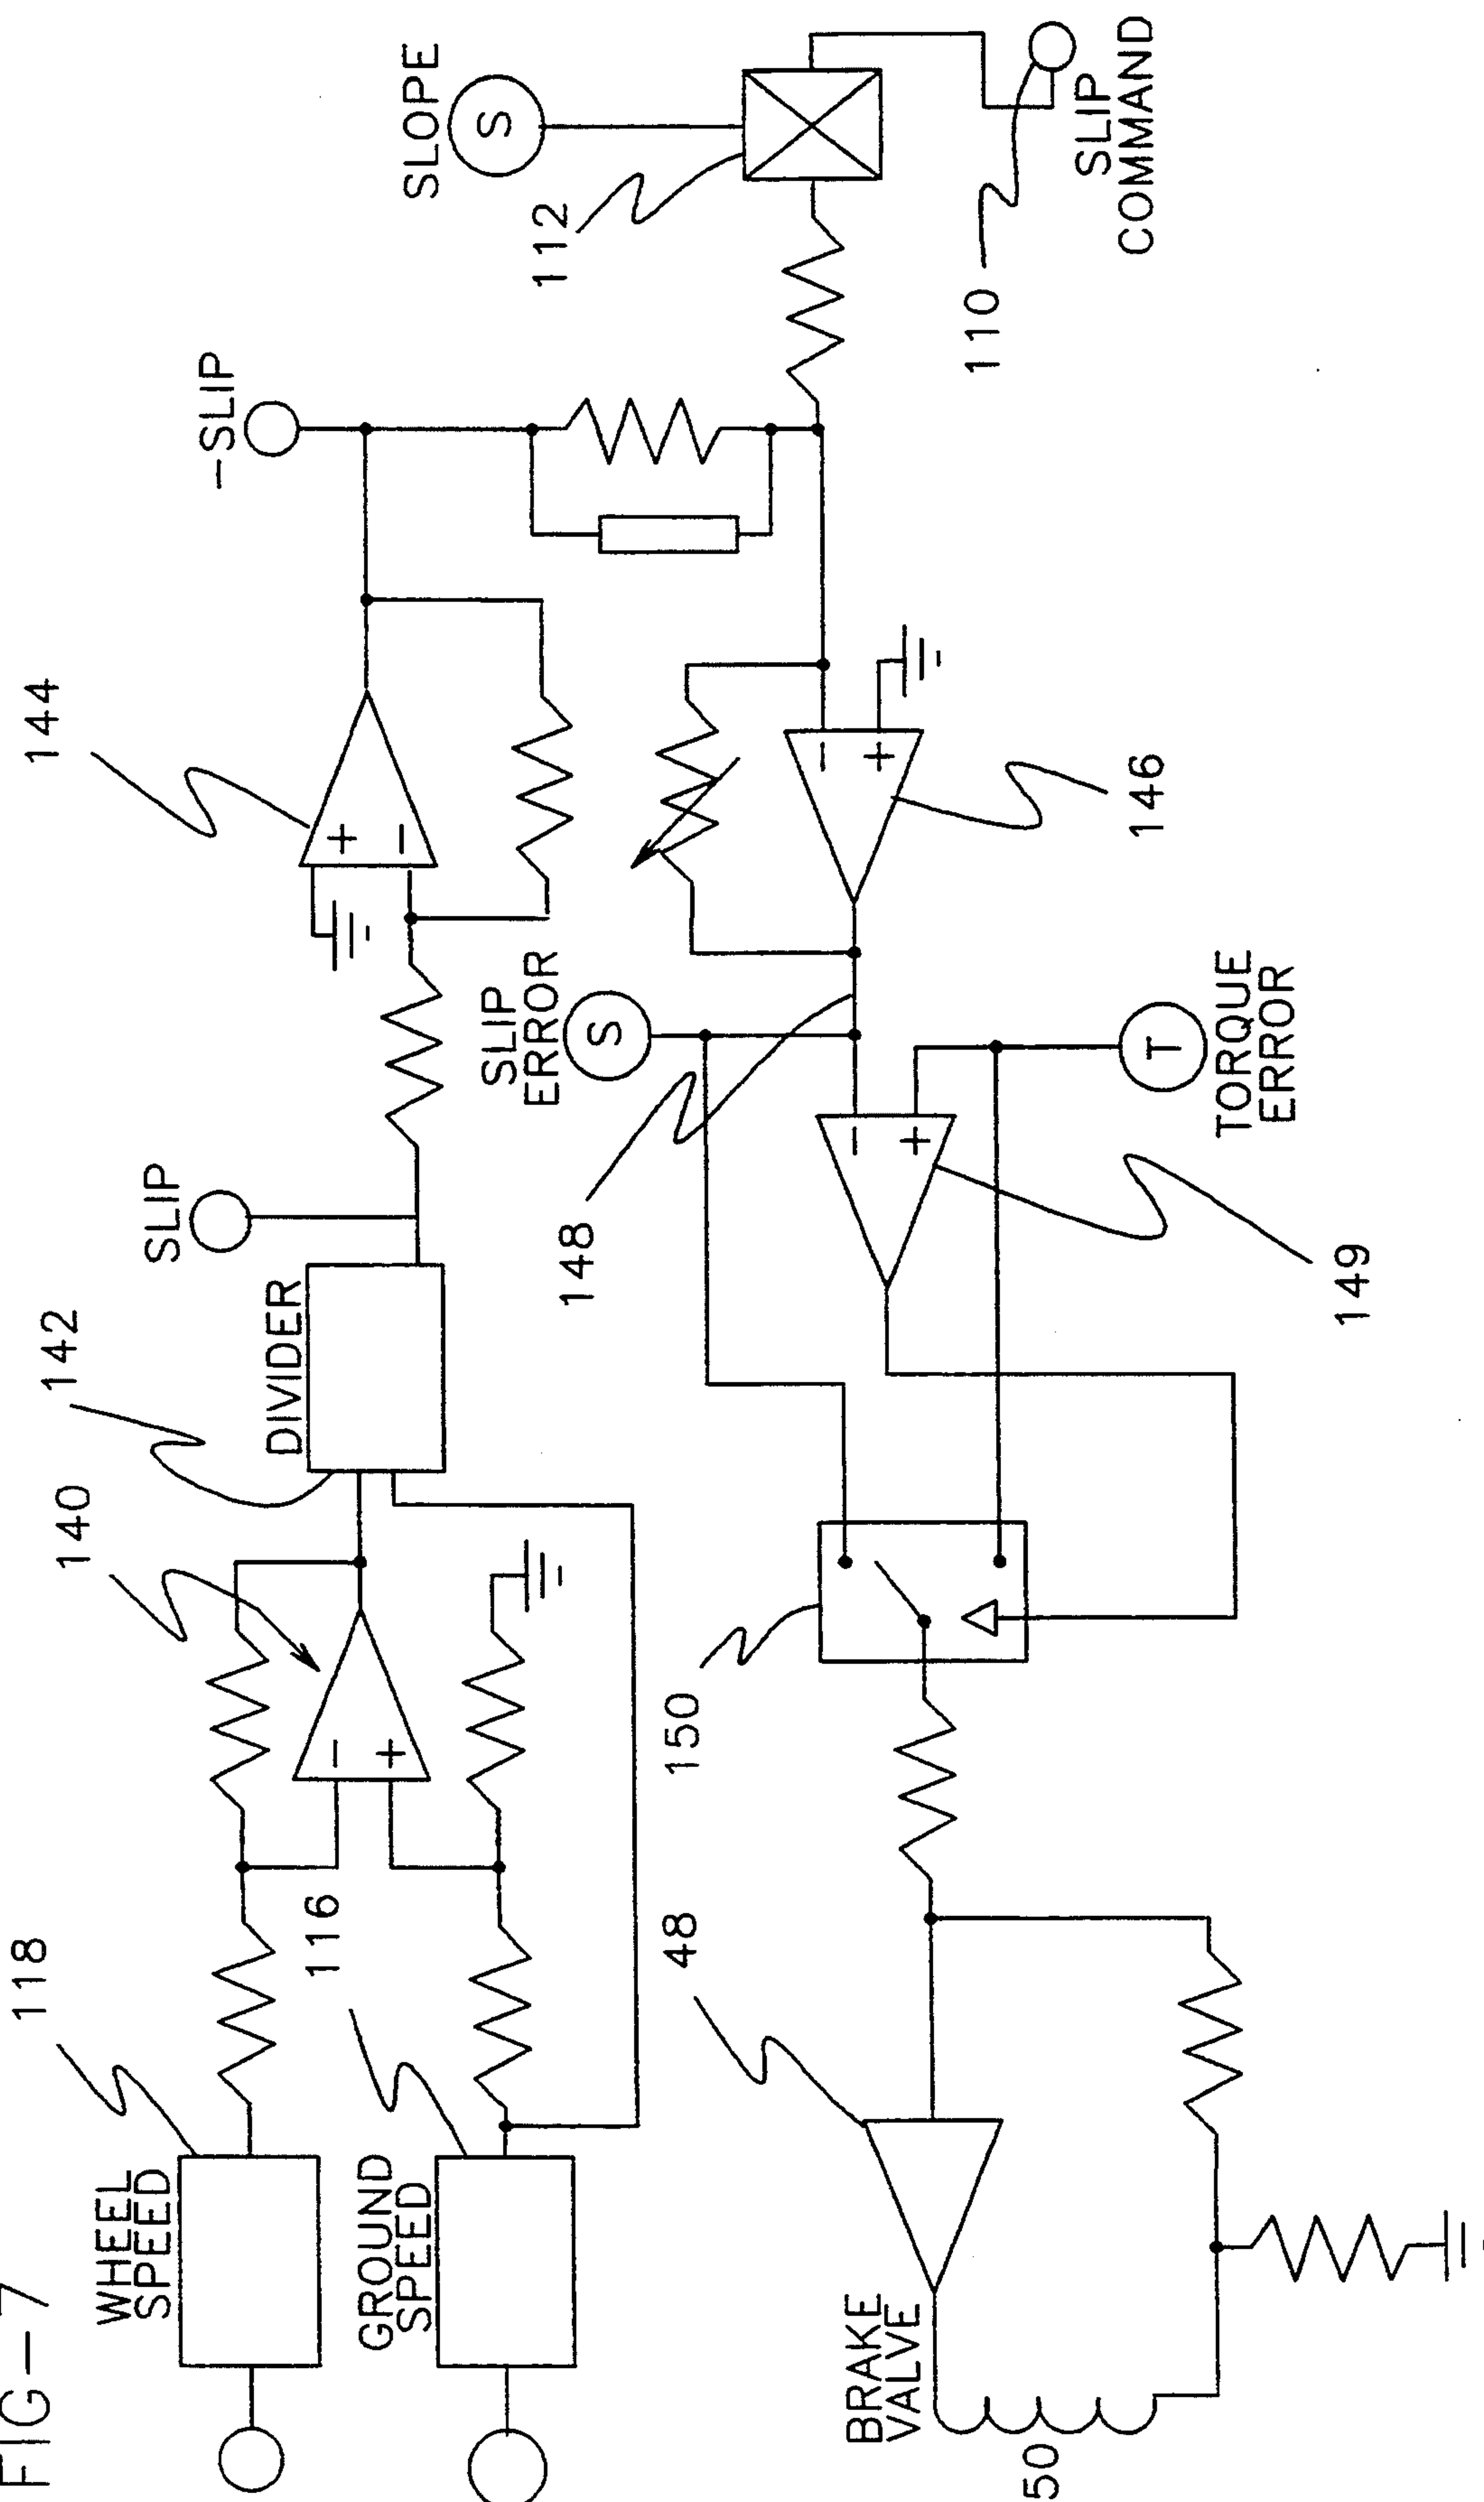 FIG-7
118
WHEEL
SPEED
116
GROUND
SPEED
140
-
+
142
DIVIDER
SLIP
144
+
-
-SLIP
SLOPE
S
112
110
SLIP
COMMAND
146
-
+
SLIP
ERROR
S
148
-
+
149
T
TORQUE
ERROR
150
48
BRAKE
VALVE
50